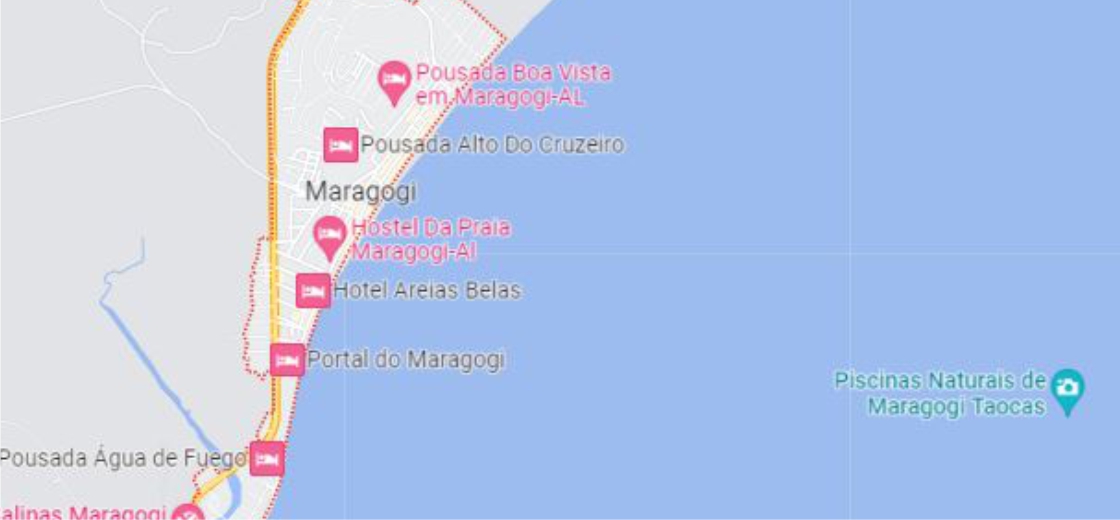 Pousada Boa Vista
em Maragogi-AL
Pousada Alto Do Cruzeiro
Maragogi
Hostel Da Praia
Maragogi-Al
Hotel Areias Belas
Portal do Maragogi
Piscinas Naturais de
Maragogi Taocas
Pousada Água de Fuego
alinas Maragogi